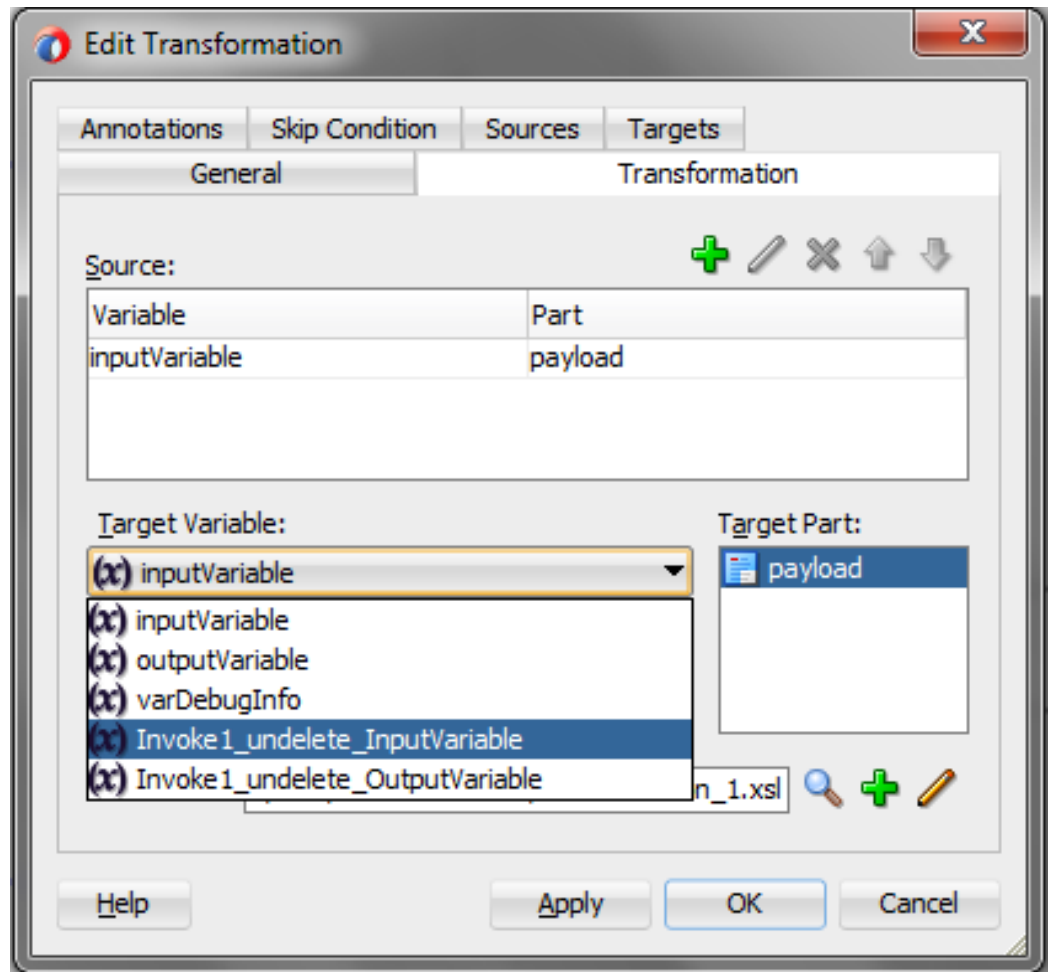 Edit Transformation
Annotations Skip Condition Sources Targets
General Transformation
Source:
Variable Part
inputVariable payload
Target Variable: Target Part:
(x) inputVariable payload
(x) inputVariable
(x) outputVariable
(x) varDebugInfo
(x) Invoke1_undelete_InputVariable
(x) Invoke1_undelete_OutputVariable
n_1.xsl
Help Apply OK Cancel